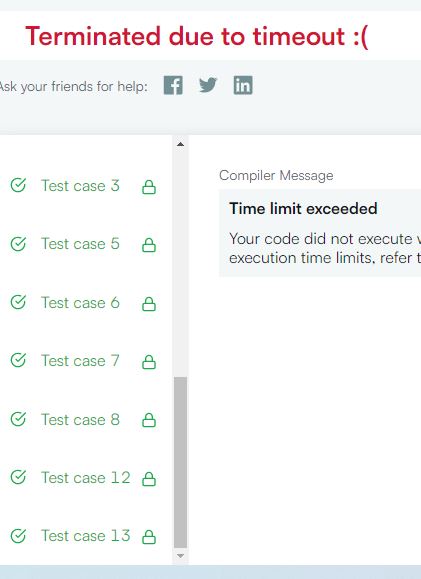 Terminated due to timeout :(
Ask your friends for help:
Compiler Message
Time limit exceeded
Your code did not execute
execution time limits, refer
Test case 3
Test case 5
Test case 6
Test case 7
Test case 8
Test case 12
Test case 13